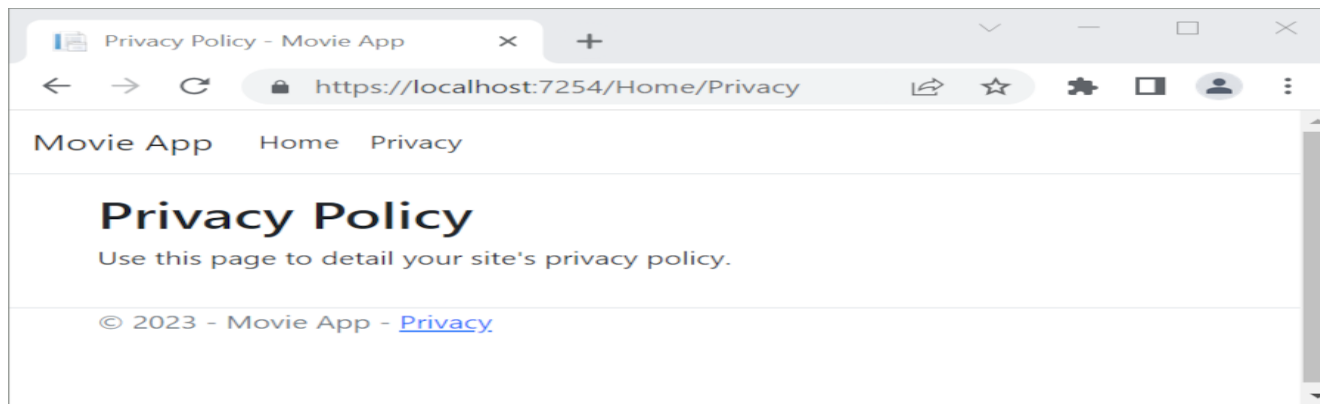 Privacy Policy - Movie App
https://localhost:7254/Home/Privacy
Movie App Home Privacy
Privacy Policy
Use this page to detail your site's privacy policy.
© 2023 - Movie App - Privacy